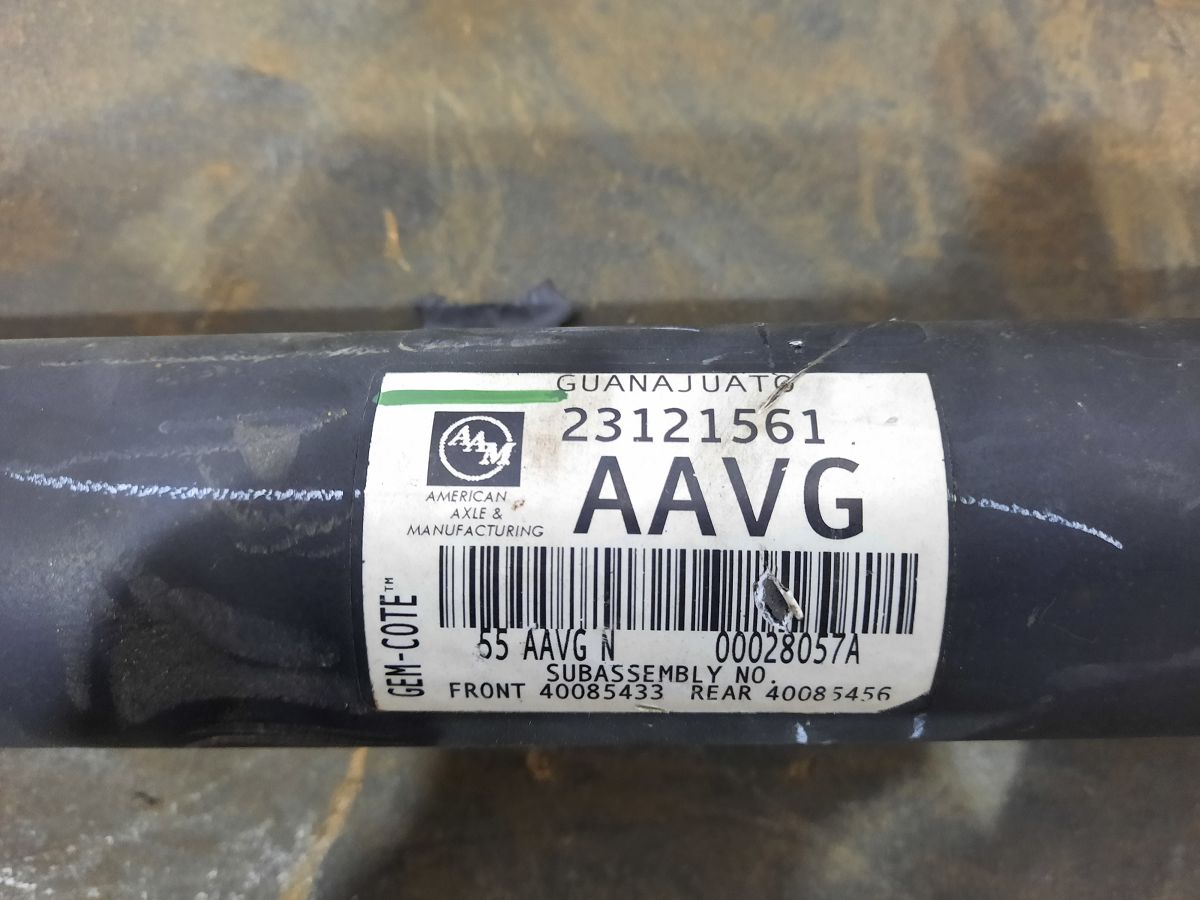 GUANAJUATO
23121561
AAM
AAVG
AMERICAN
AXLE &
MANUFACTURING
GEM-COTE™
55 AAVG N 00028057A
SUBASSEMBLY NO.
FRONT 40085433 REAR 40085456